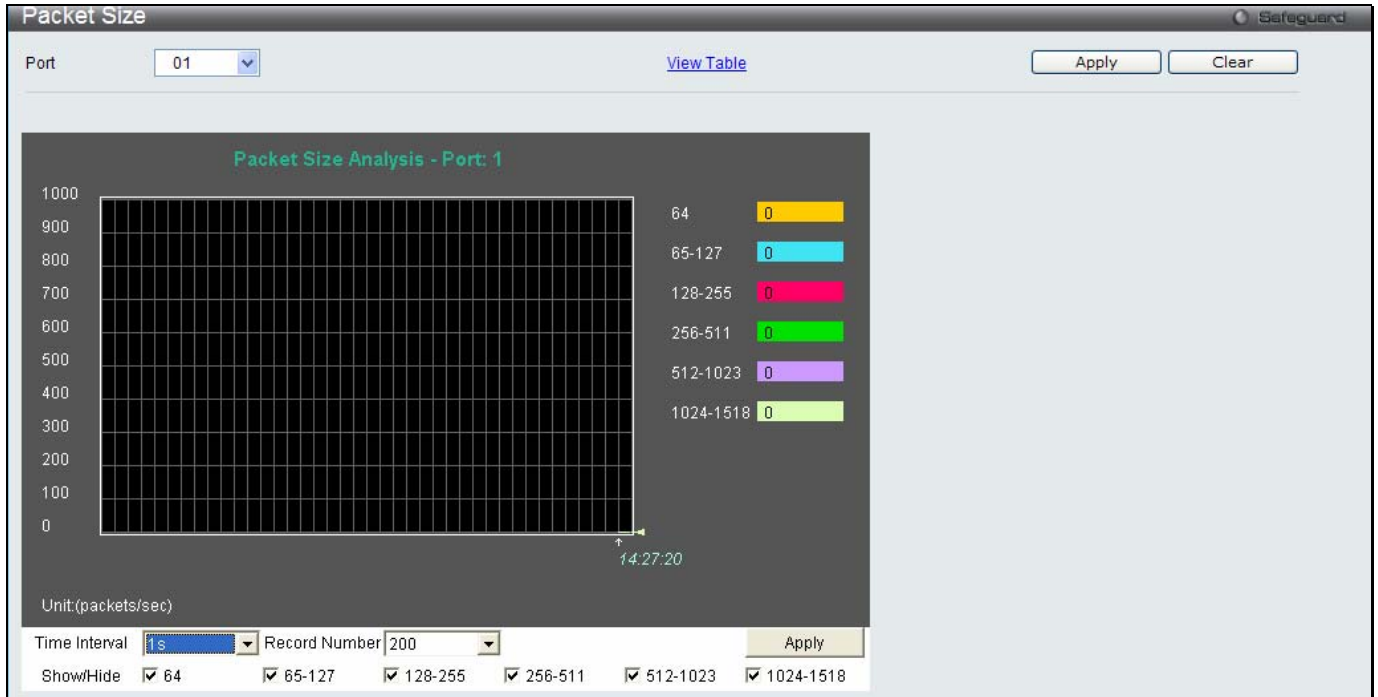 Packet Size
Safeguard
Port 01 View Table Apply Clear
Packet Size Analysis - Port: 1
1000
900
800
700
600
500
400
300
200
100
0
64 0
65-127 0
128-255 0
256-511 0
512-1023 0
1024-1518 0
14:27:20
Unit:(packets/sec)
Time Interval 1s Record Number 200 Apply
Show/Hide 64 65-127 128-255 256-511 512-1023 1024-1518